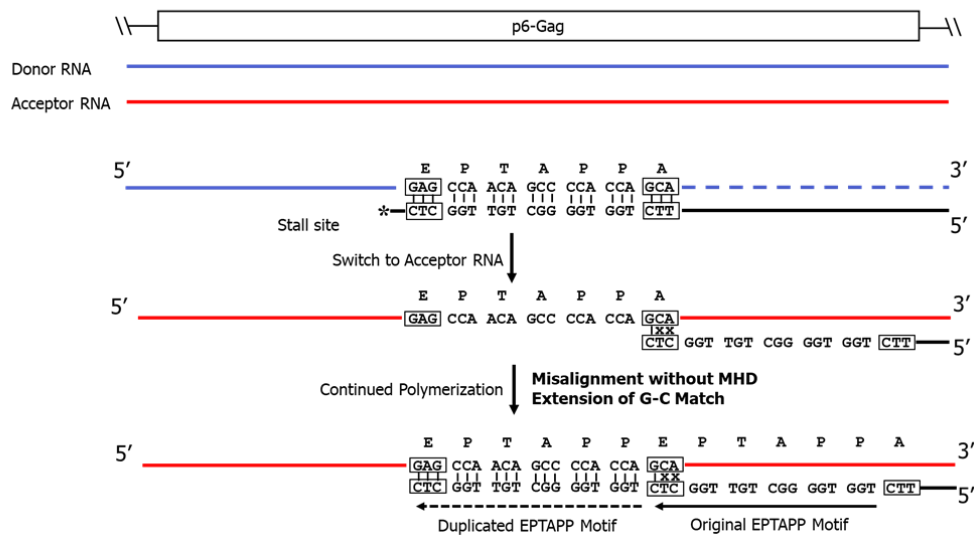 p6-Gag
Donor RNA
Acceptor RNA
E P T A P P A
5′ 3′
GAG CCA ACA GCC CCA CCA GCA
* CTC GGT TGT CGG GGT GGT CTT
5′
Stall site
Switch to Acceptor RNA
E P T A P P A
5′ 3′
GAG CCA ACA GCC CCA CCA GCA
xx
CTC GGT TGT CGG GGT GGT CTT 5′
Continued Polymerization
Misalignment without MHD
Extension of G-C Match
E P T A P P E P T A P P A
5′ 3′
GAG CCA ACA GCC CCA CCA GCA
xx
CTC GGT TGT CGG GGT GGT CTC GGT TGT CGG GGT GGT CTT 5′
Duplicated EPTAPP Motif Original EPTAPP Motif